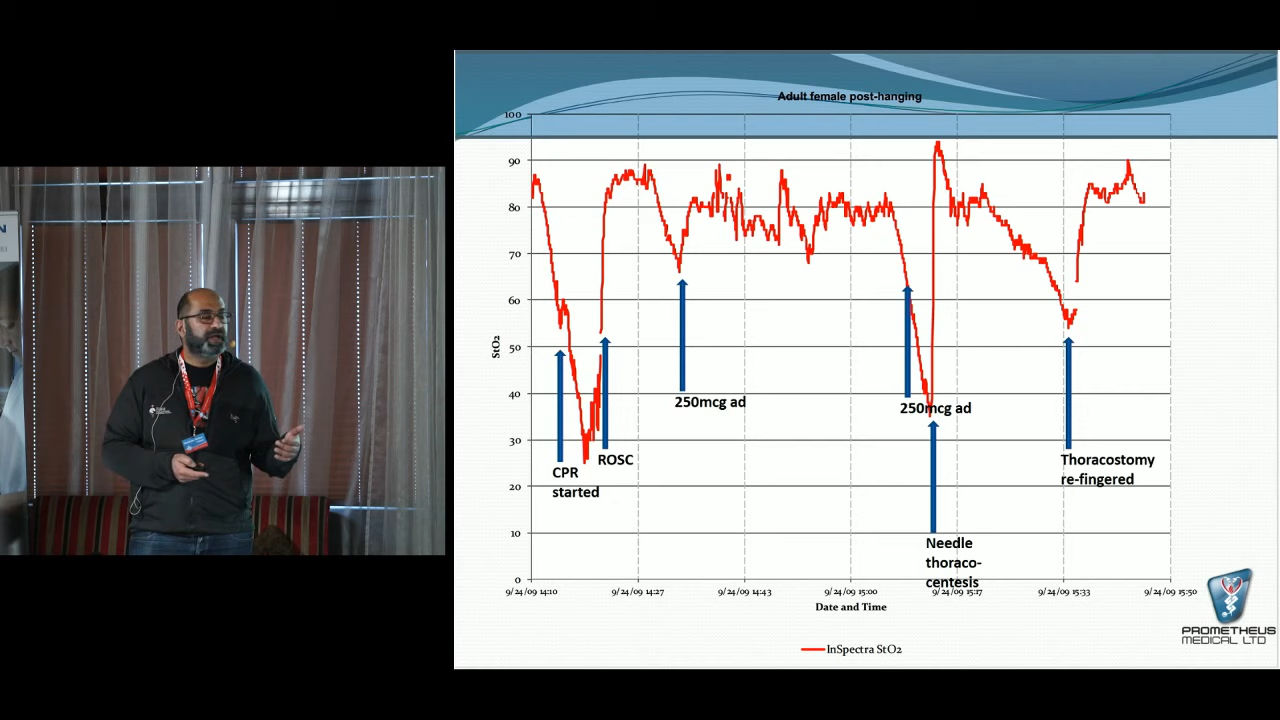 Adult female post-hanging
100
90
80
70
60
50
40
30
20
10
0
StO2
250mcg ad
250mcg ad
ROSC
CPR
started
Thoracostomy
re-fingered
Needle
thoraco-
centesis
9/24/09 14:10
9/24/09 14:27
9/24/09 14:43
9/24/09 15:00
9/24/09 15:37
9/24/09 15:33
9/24/09 15:50
Date and Time
InSpectra StO2
PROMETHEUS
MEDICAL LTD
N